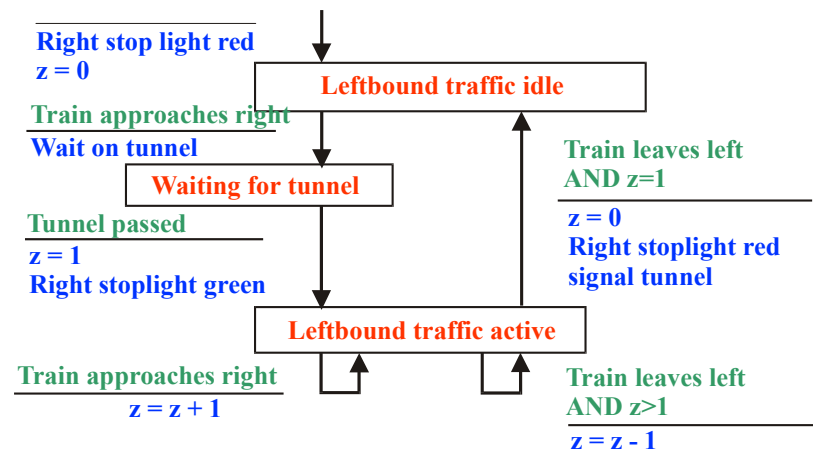 Right stop light red
z = 0
Leftbound traffic idle
Train approaches right
Wait on tunnel
Waiting for tunnel
Tunnel passed
z = 1
Right stoplight green
Train leaves left
AND z=1
z = 0
Right stoplight red
signal tunnel
Leftbound traffic active
Train approaches right
z = z + 1
Train leaves left
AND z>1
z = z - 1